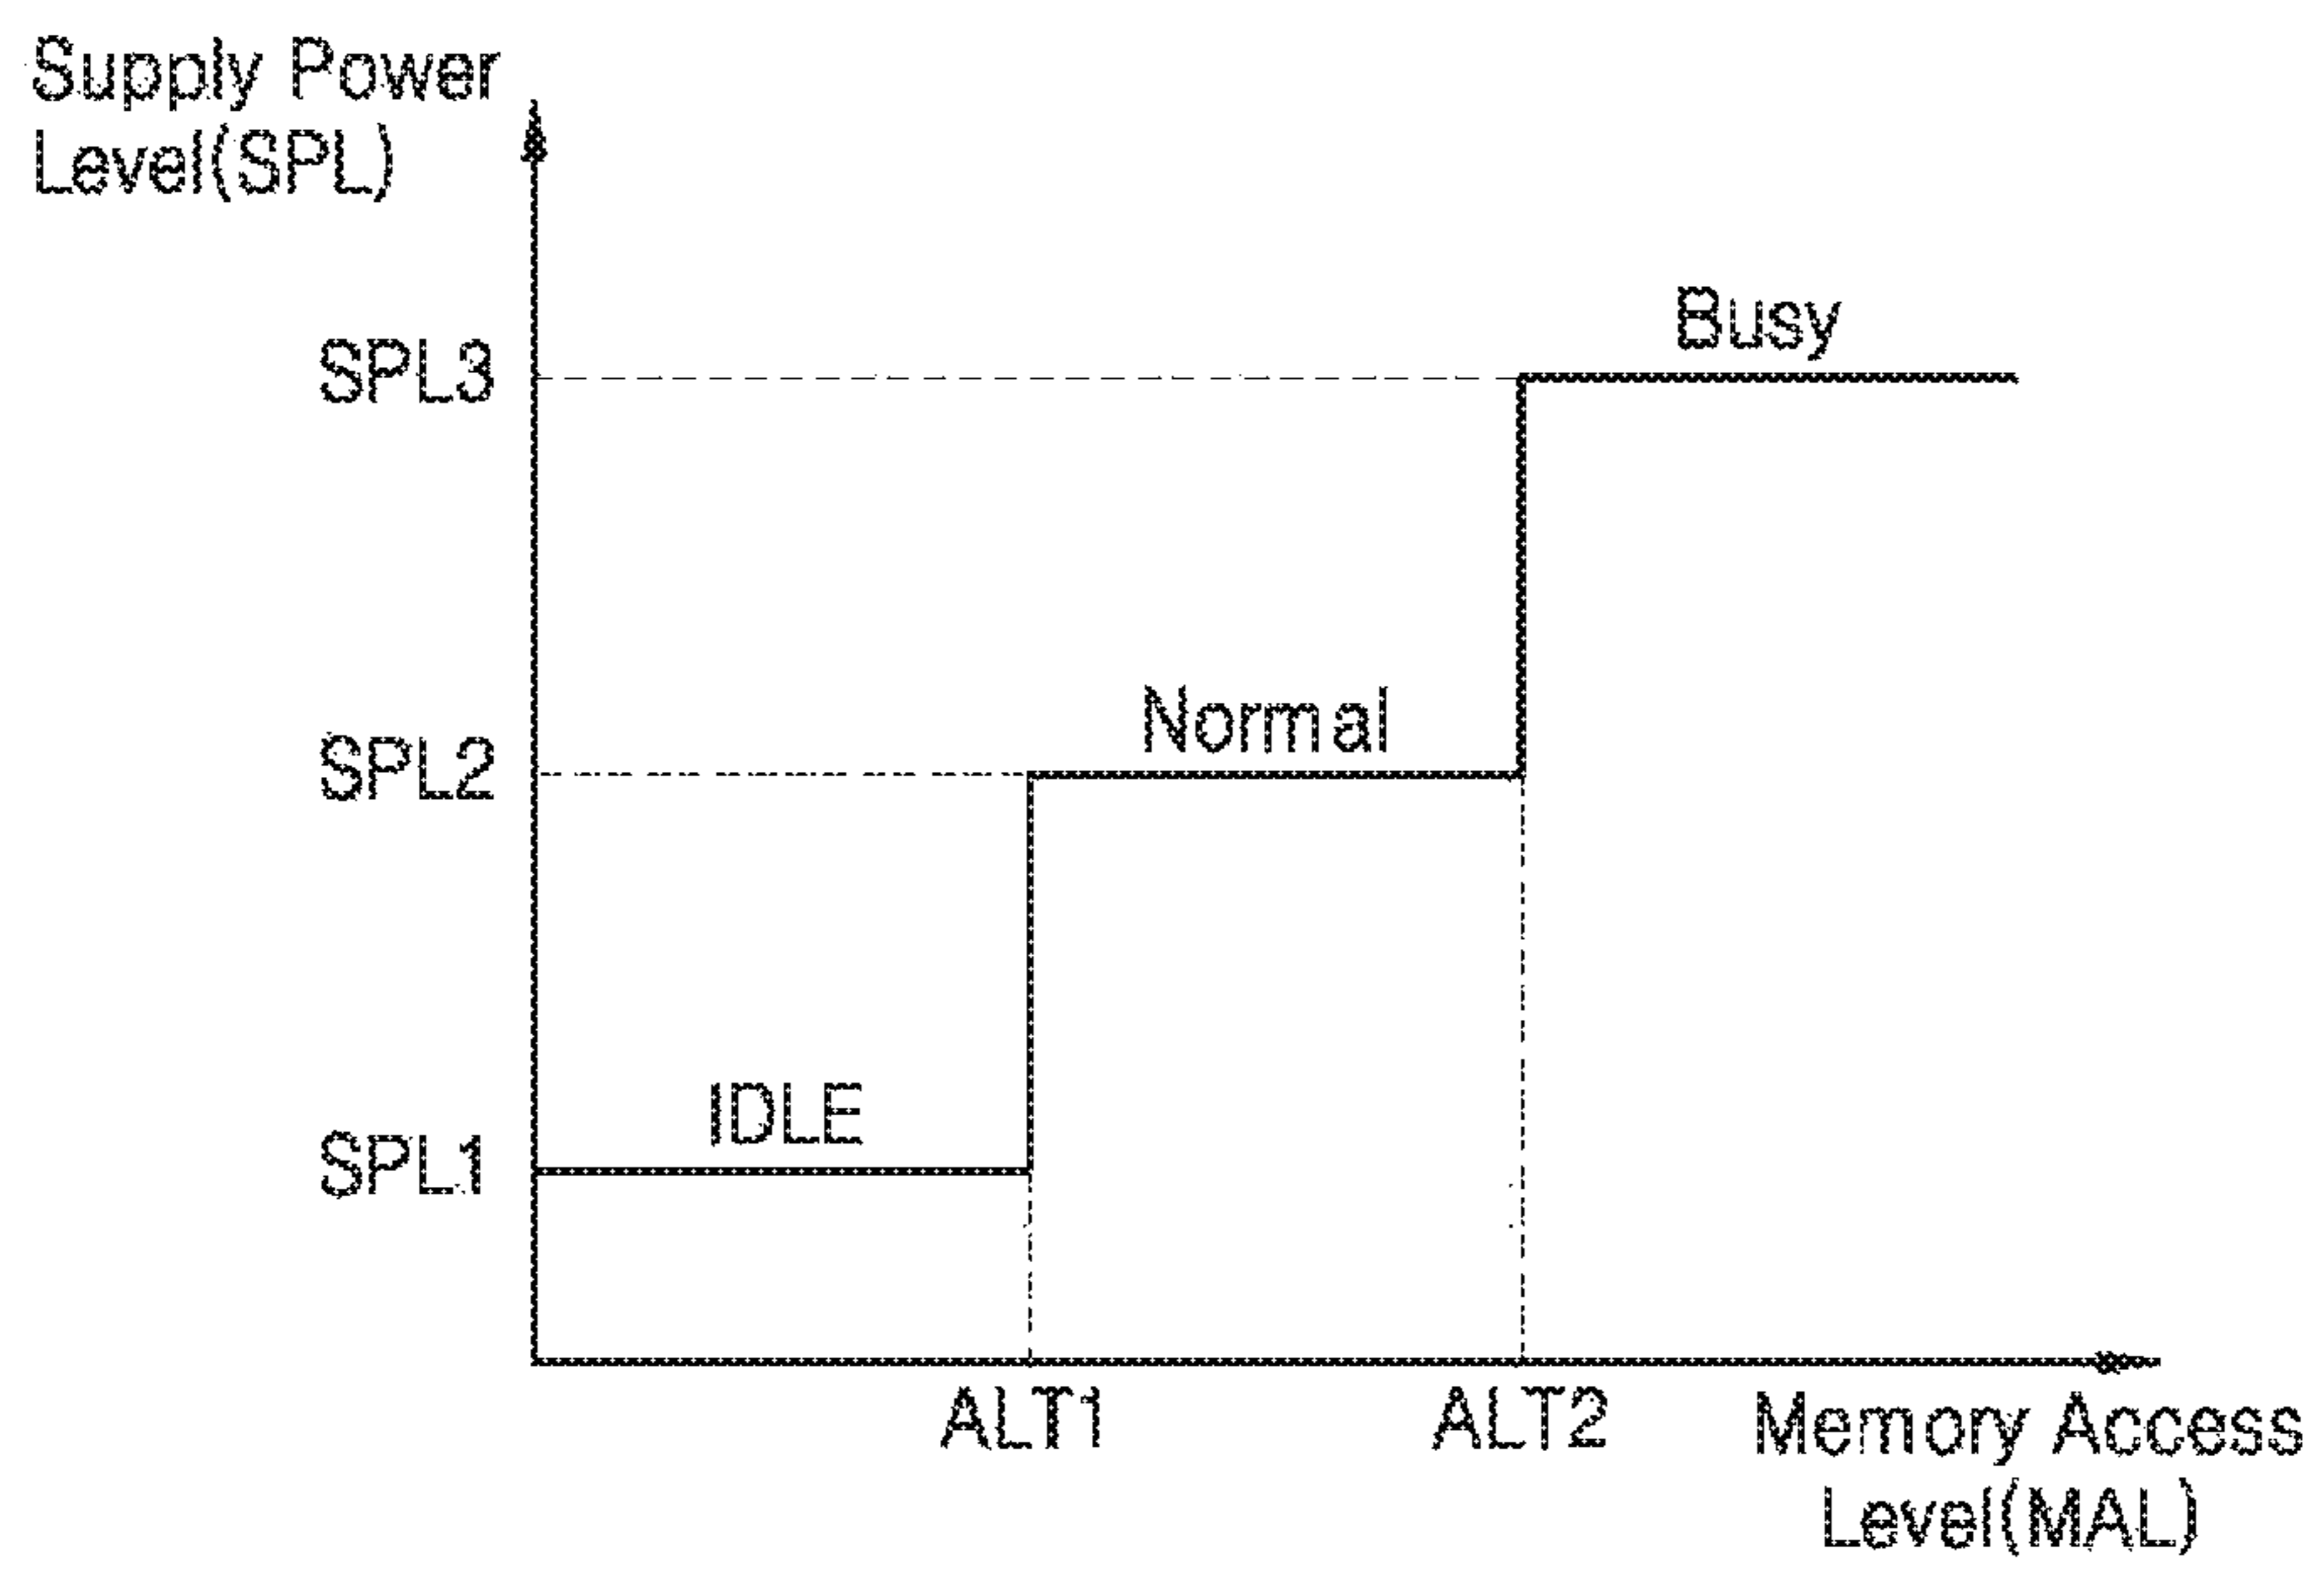 Supply Power
Level(SPL)
Busy
SPL3
Normal
SPL2
IDLE
SPL1
ALT1
ALT2
Memory Access
Level(MAL)